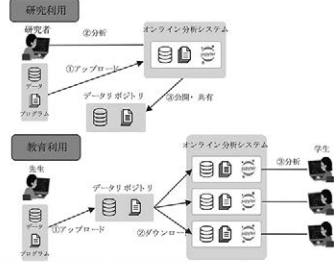 研究利用
研究者
オンライン分析システム
②分析
①アップロード
データ
プログラム
データリポジトリ
③公開・共有
教育利用
オンライン分析システム
学生
先生
③分析
データリポジトリ
データ
①アップロード
②ダウンロー
プログラム